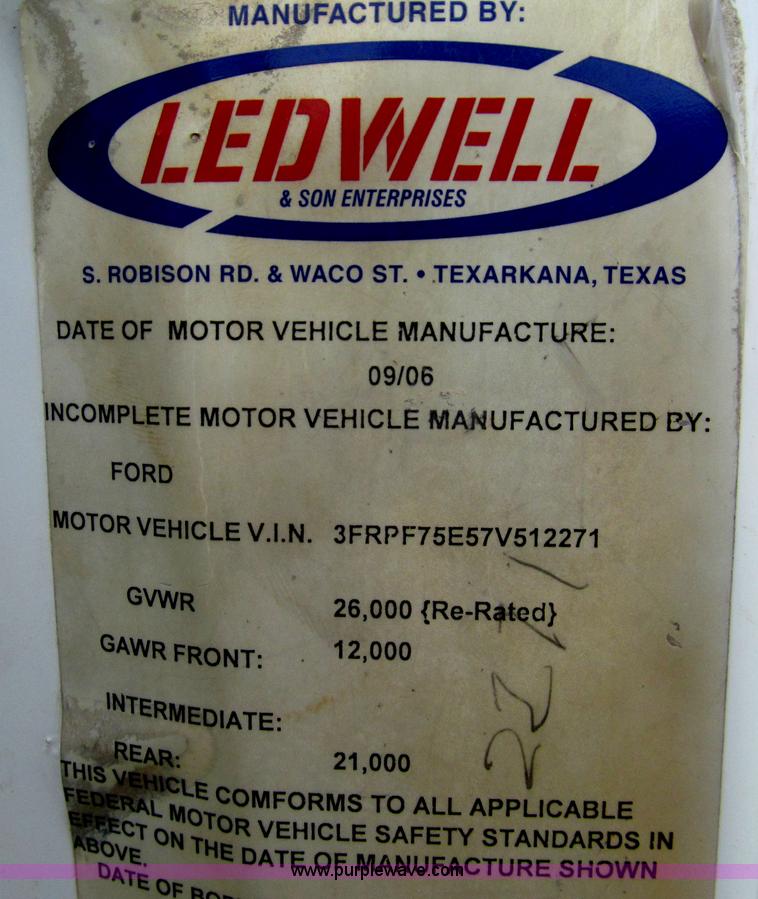 MANUFACTURED BY:
LEDWELL
& SON ENTERPRISES
S. ROBISON RD. & WACO ST. • TEXARKANA, TEXAS
DATE OF MOTOR VEHICLE MANUFACTURE:
09/06
INCOMPLETE MOTOR VEHICLE MANUFACTURED BY:
FORD
MOTOR VEHICLE V.I.N. 3FRPF75E57V512271
GVWR 26,000 {Re-Rated}
GAWR FRONT: 12,000
INTERMEDIATE:
REAR: 21,000
2271
THIS VEHICLE COMFORMS TO ALL APPLICABLE
FEDERAL MOTOR VEHICLE SAFETY STANDARDS IN
EFFECT ON THE DATE OF MANUFACTURE SHOWN
ABOVE.
www.purplewave.com
DATE OF